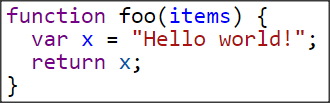 function foo(items) {
  var x = "Hello world!";
  return x;
}